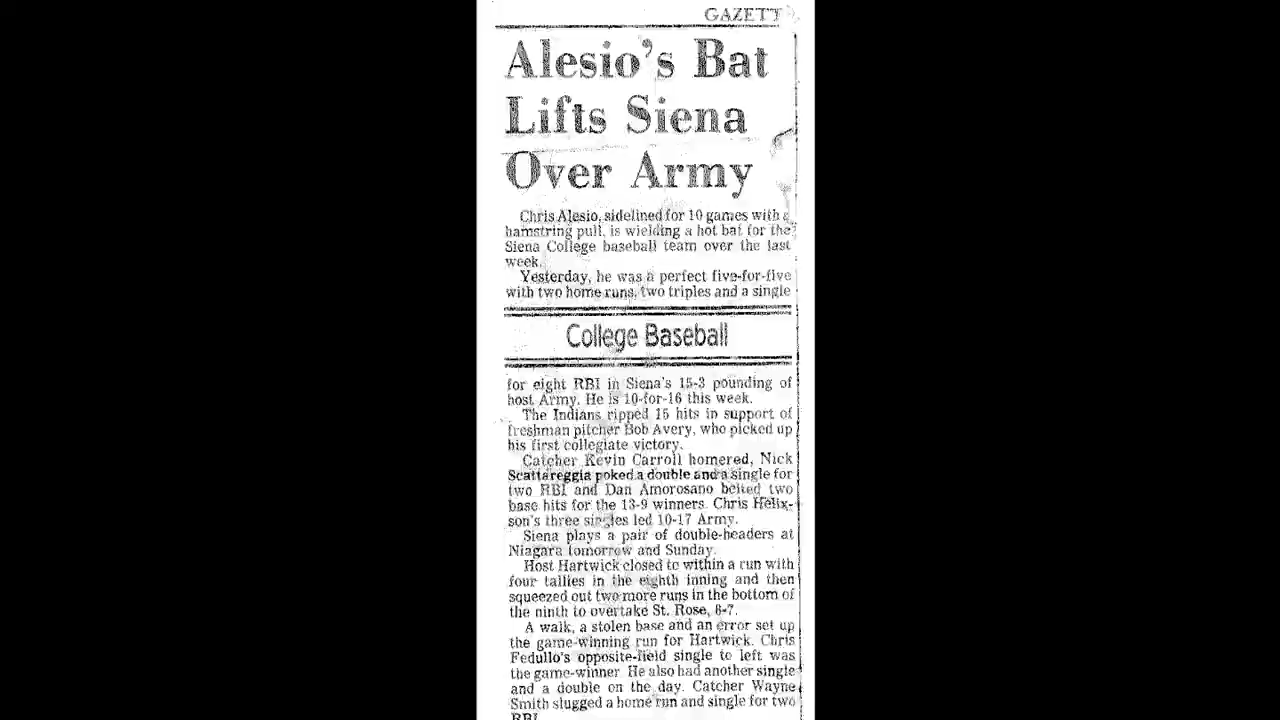 GAZETT
Alesio's Bat
Lifts Siena
Over Army
Chris Alesio, sidelined for 10 games with a
hamstring pull, is wielding a hot bat for the
Siena College baseball team over the last
week.
Yesterday, he was a perfect five-for-five
with two home runs, two triples and a single
College Baseball
for eight RBI in Siena's 15-3 pounding of
host Army. He is 10-for-16 this week.
The Indians ripped 15 hits in support of
freshman pitcher Bob Avery, who picked up
his first collegiate victory.
Catcher Kevin Carroll homered, Nick
Scattareggia poked a double and a single for
two RBI and Dan Amorosano belted two
base hits for the 13-9 winners. Chris Helix-
son's three singles led 10-17 Army.
Siena plays a pair of double-headers at
Niagara tomorrow and Sunday.
Host Hartwick closed to within a run with
four tallies in the eighth inning and then
squeezed out two more runs in the bottom of
the ninth to overtake St. Rose, 8-7.
A walk, a stolen base and an error set up
the game-winning run for Hartwick. Chris
Fedullo's opposite-field single to left was
the game-winner. He also had another single
and a double on the day. Catcher Wayne
Smith slugged a home run and single for two
RBI